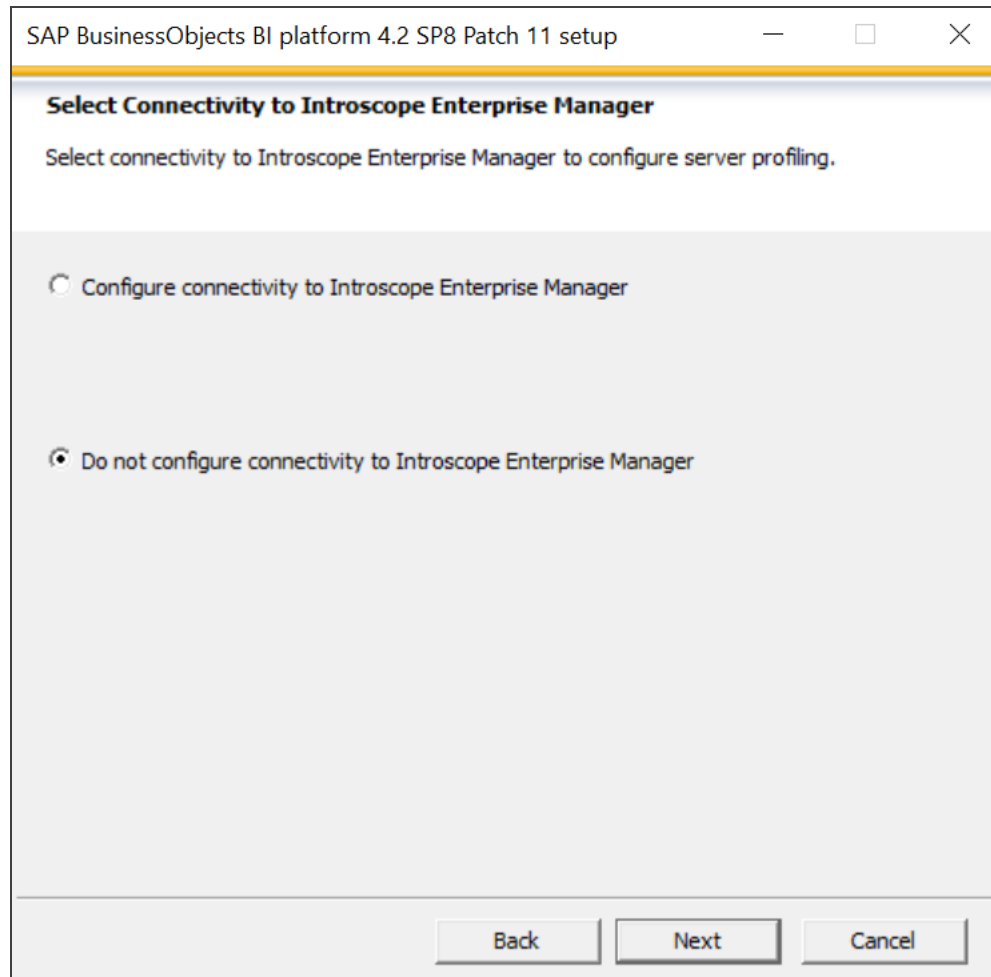 SAP BusinessObjects BI platform 4.2 SP8 Patch 11 setup
Select Connectivity to Introscope Enterprise Manager
Select connectivity to Introscope Enterprise Manager to configure server profiling.
Configure connectivity to Introscope Enterprise Manager
Do not configure connectivity to Introscope Enterprise Manager
Back Next Cancel